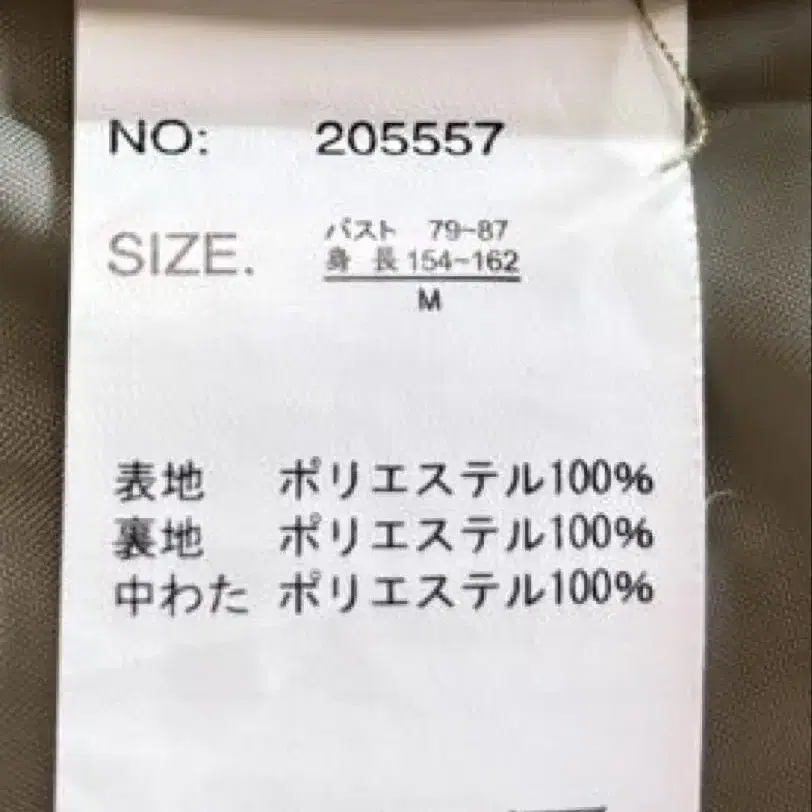 NO: 205557
バスト 79-87
SIZE. 身長 154-162
M
表地 ポリエステル100%
裏地 ポリエステル100%
中わた ポリエステル100%